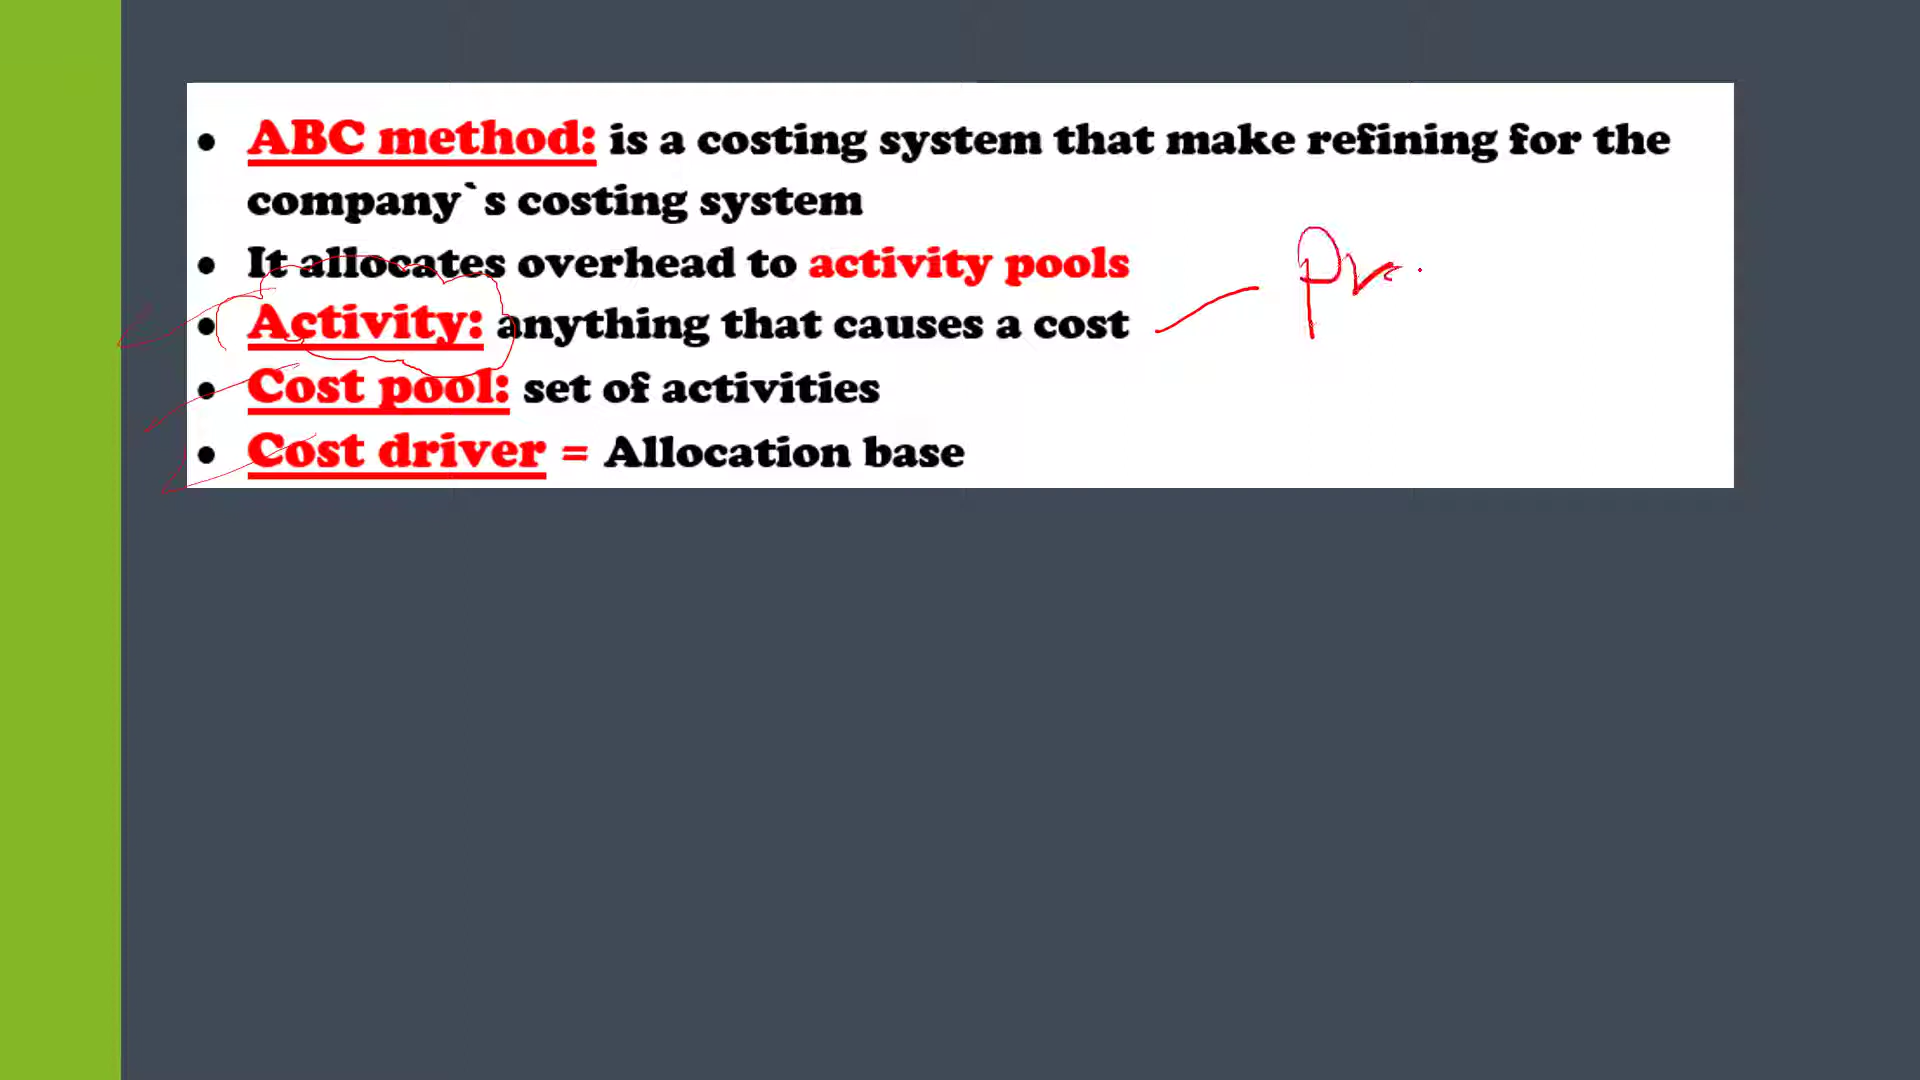 • ABC method: is a costing system that make refining for the
company`s costing system
• It allocates overhead to activity pools
• Activity: anything that causes a cost
Pr
• Cost pool: set of activities
• Cost driver = Allocation base